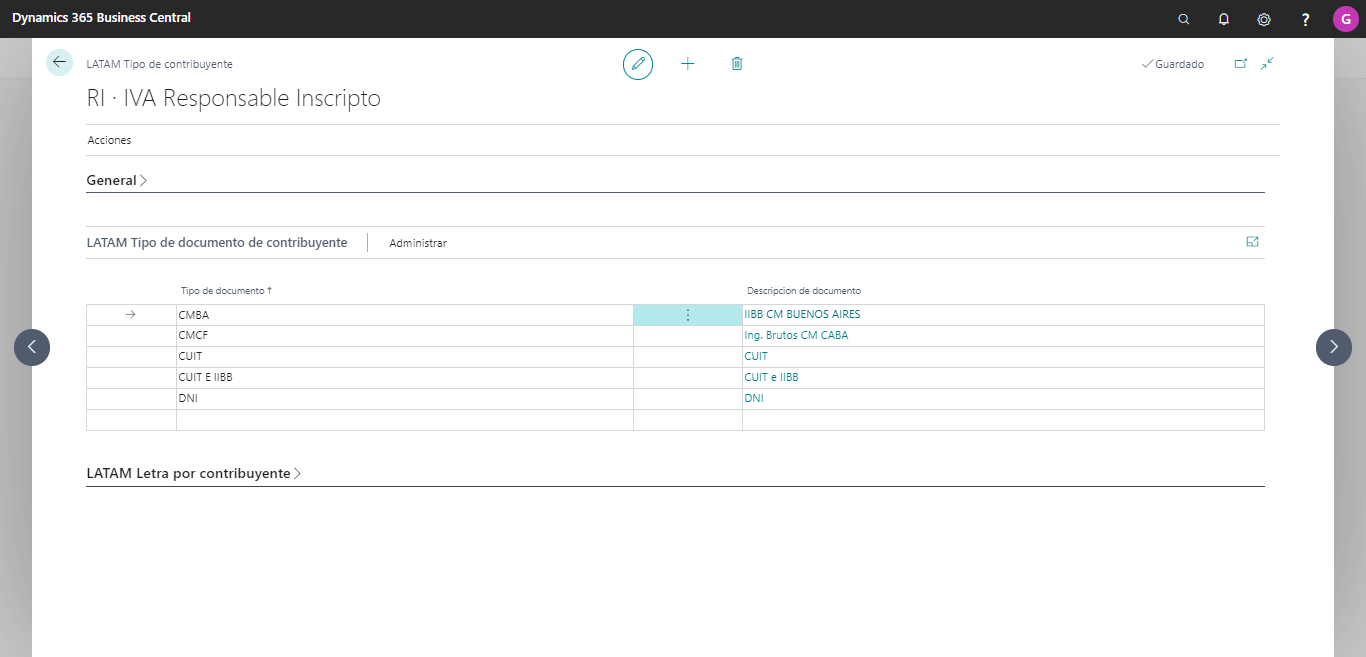 Dynamics 365 Business Central
?
G
LATAM Tipo de contribuyente
Guardado
RI · IVA Responsable Inscripto
Acciones
General
LATAM Tipo de documento de contribuyente
Administrar
Tipo de documento ↑
Descripcion de documento
CMBA
IIBB CM BUENOS AIRES
CMCF
Ing. Brutos CM CABA
CUIT
CUIT
CUIT E IIBB
CUIT e IIBB
DNI
DNI
LATAM Letra por contribuyente